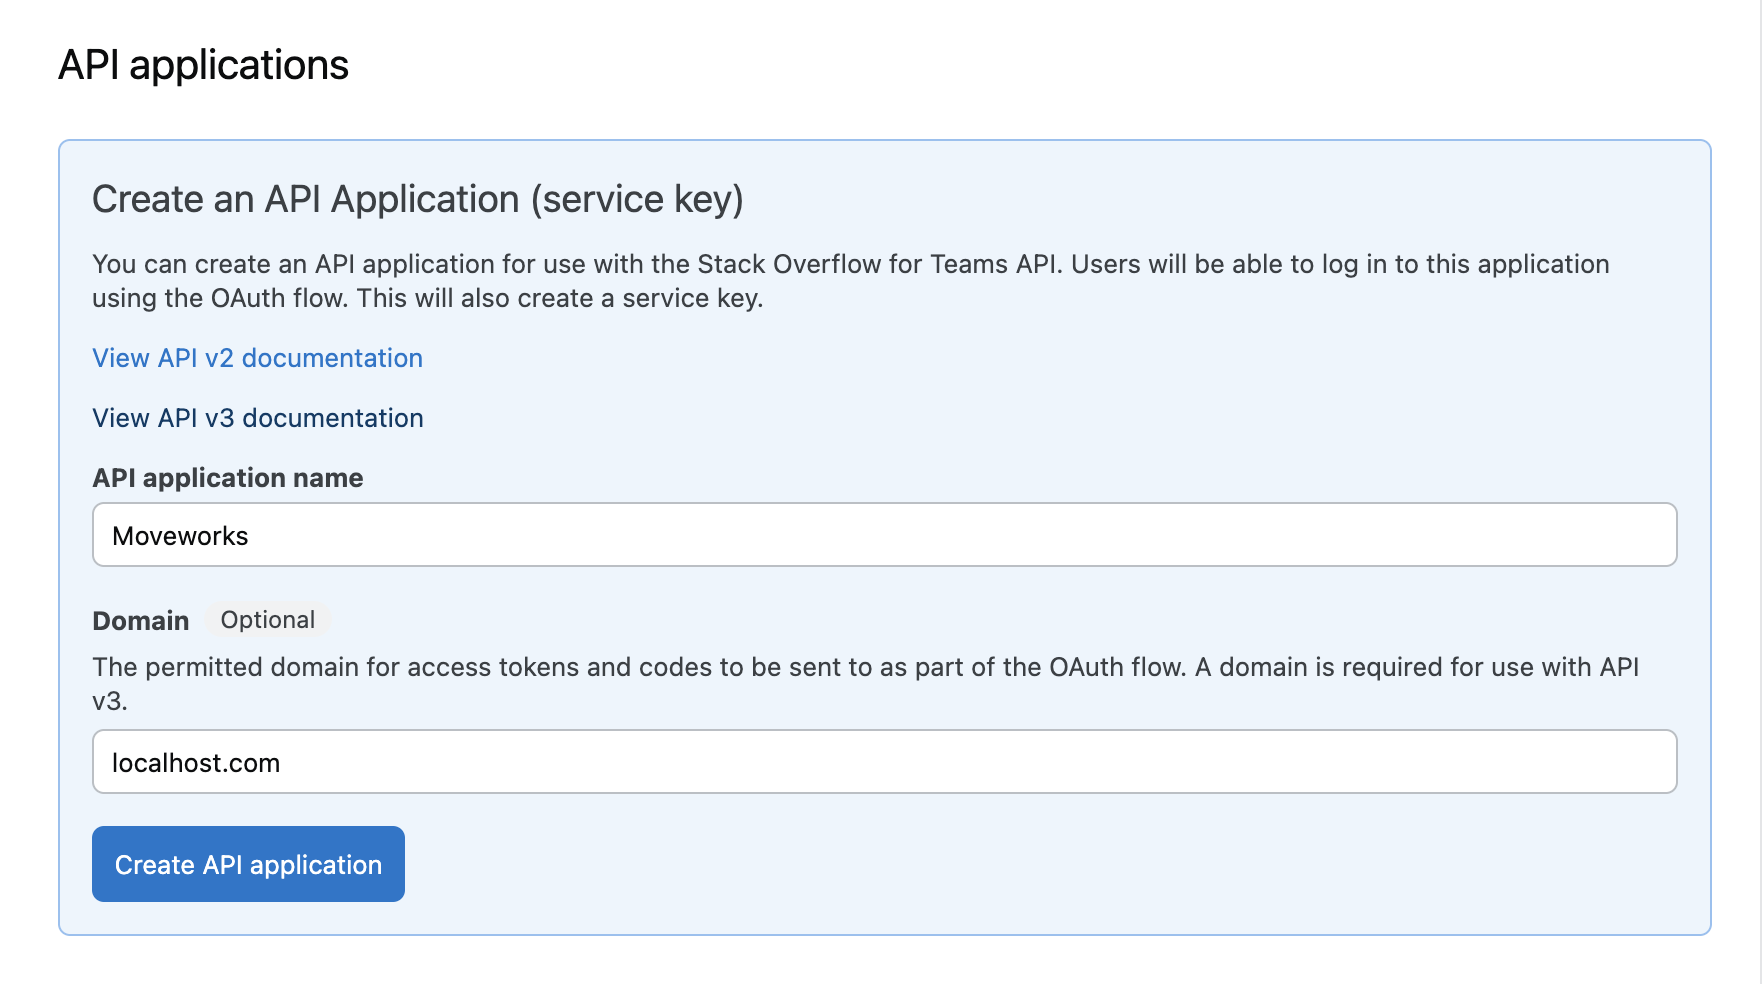 API applications
Create an API Application (service key)
You can create an API application for use with the Stack Overflow for Teams API. Users will be able to log in to this application
using the OAuth flow. This will also create a service key.
View API v2 documentation
View API v3 documentation
API application name
Moveworks
Domain Optional
The permitted domain for access tokens and codes to be sent to as part of the OAuth flow. A domain is required for use with API
v3.
localhost.com
Create API application